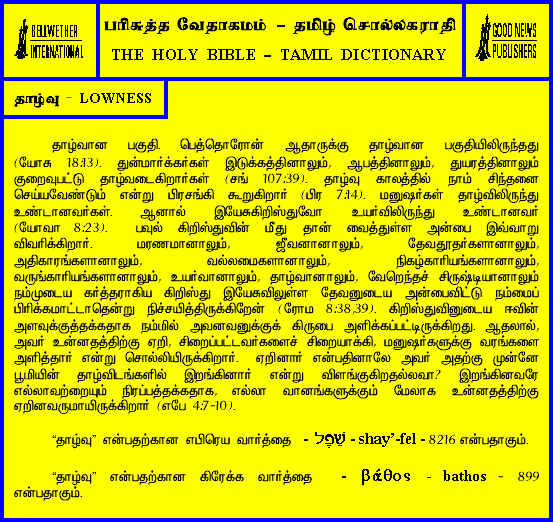 BELLWETHER
INTERNATIONAL
பரிசுத்த வேதாகமம் – தமிழ் சொல்லகராதி
THE HOLY BIBLE – TAMIL DICTIONARY
GOOD NEWS
PUBLISHERS
தாழ்வு – LOWNESS
தாழ்வான பகுதி. பெத்தொரோன் ஆதாருக்கு தாழ்வான பகுதியிலிருந்தது
(யோசு 18:13). துன்மார்க்கர்கள் இடுக்கத்தினாலும், ஆபத்தினாலும், துயரத்தினாலும்
குறைவுபட்டு தாழ்வடைகிறார்கள் (சங் 107:39). தாழ்வு காலத்தில் நாம் சிந்தனை
செய்யவேண்டும் என்று பிரசங்கி கூறுகிறார் (பிர 7:14). மனுஷர்கள் தாழ்விலிருந்து
உண்டானவர்கள். ஆனால் இயேசுகிறிஸ்துவோ உயர்விலிருந்து உண்டானவர்
(யோவா 8:23). பவுல் கிறிஸ்துவின் மீது தான் வைத்துள்ள அன்பை இவ்வாறு
விவரிக்கிறார். மரணமானாலும், ஜீவனானாலும், தேவதூதர்களானாலும்,
அதிகாரங்களானாலும், வல்லமைகளானாலும், நிகழ்காரியங்களானாலும்,
வருங்காரியங்களானாலும், உயர்வானாலும், தாழ்வானாலும், வேறெந்தச் சிருஷ்டியானாலும்
நம்முடைய கர்த்தராகிய கிறிஸ்து இயேசுவிலுள்ள தேவனுடைய அன்பைவிட்டு நம்மைப்
பிரிக்கமாட்டாதென்று நிச்சயித்திருக்கிறேன் (ரோம 8:38,39). கிறிஸ்துவினுடைய ஈவின்
அளவுக்குத்தக்கதாக நம்மில் அவனவனுக்குக் கிருபை அளிக்கப்பட்டிருக்கிறது. ஆதலால்,
அவர் உன்னதத்திற்கு ஏறி, சிறைப்பட்டவர்களைச் சிறையாக்கி, மனுஷர்களுக்கு வரங்களை
அளித்தார் என்று சொல்லியிருக்கிறார். ஏறினார் என்பதினாலே அவர் அதற்கு முன்னே
பூமியின் தாழ்விடங்களில் இறங்கினார் என்று விளங்குகிறதல்லவா? இறங்கினவரே
எல்லாவற்றையும் நிரப்பத்தக்கதாக, எல்லா வானங்களுக்கும் மேலாக உன்னதத்திற்கு
ஏறினவருமாயிருக்கிறார் (எபே 4:7-10).
“தாழ்வு” என்பதற்கான எபிரெய வார்த்தை - שָׁפָל - shay’-fel - 8216 என்பதாகும்.
“தாழ்வு” என்பதற்கான கிரேக்க வார்த்தை - βάθος - bathos - 899
என்பதாகும்.